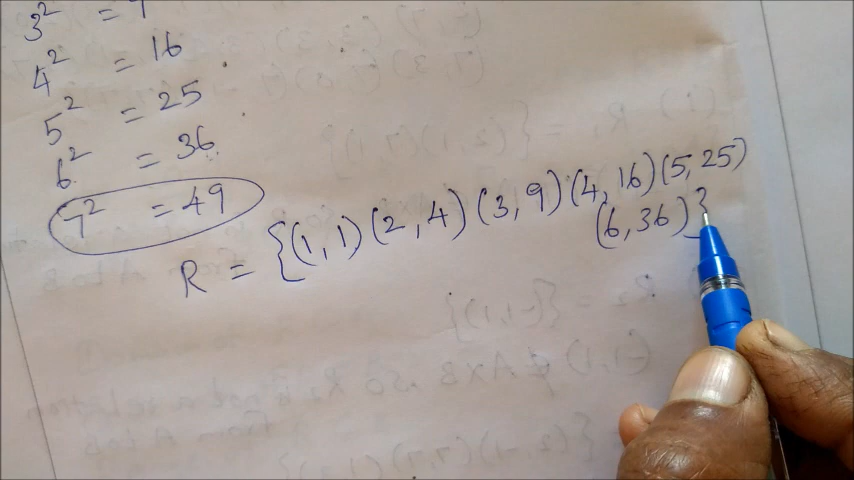 3² = 9
4² = 16
5² = 25
6² = 36
7² = 49
R = {(1,1)(2,4)(3,9)(4,16)(5,25)
(6,36)}